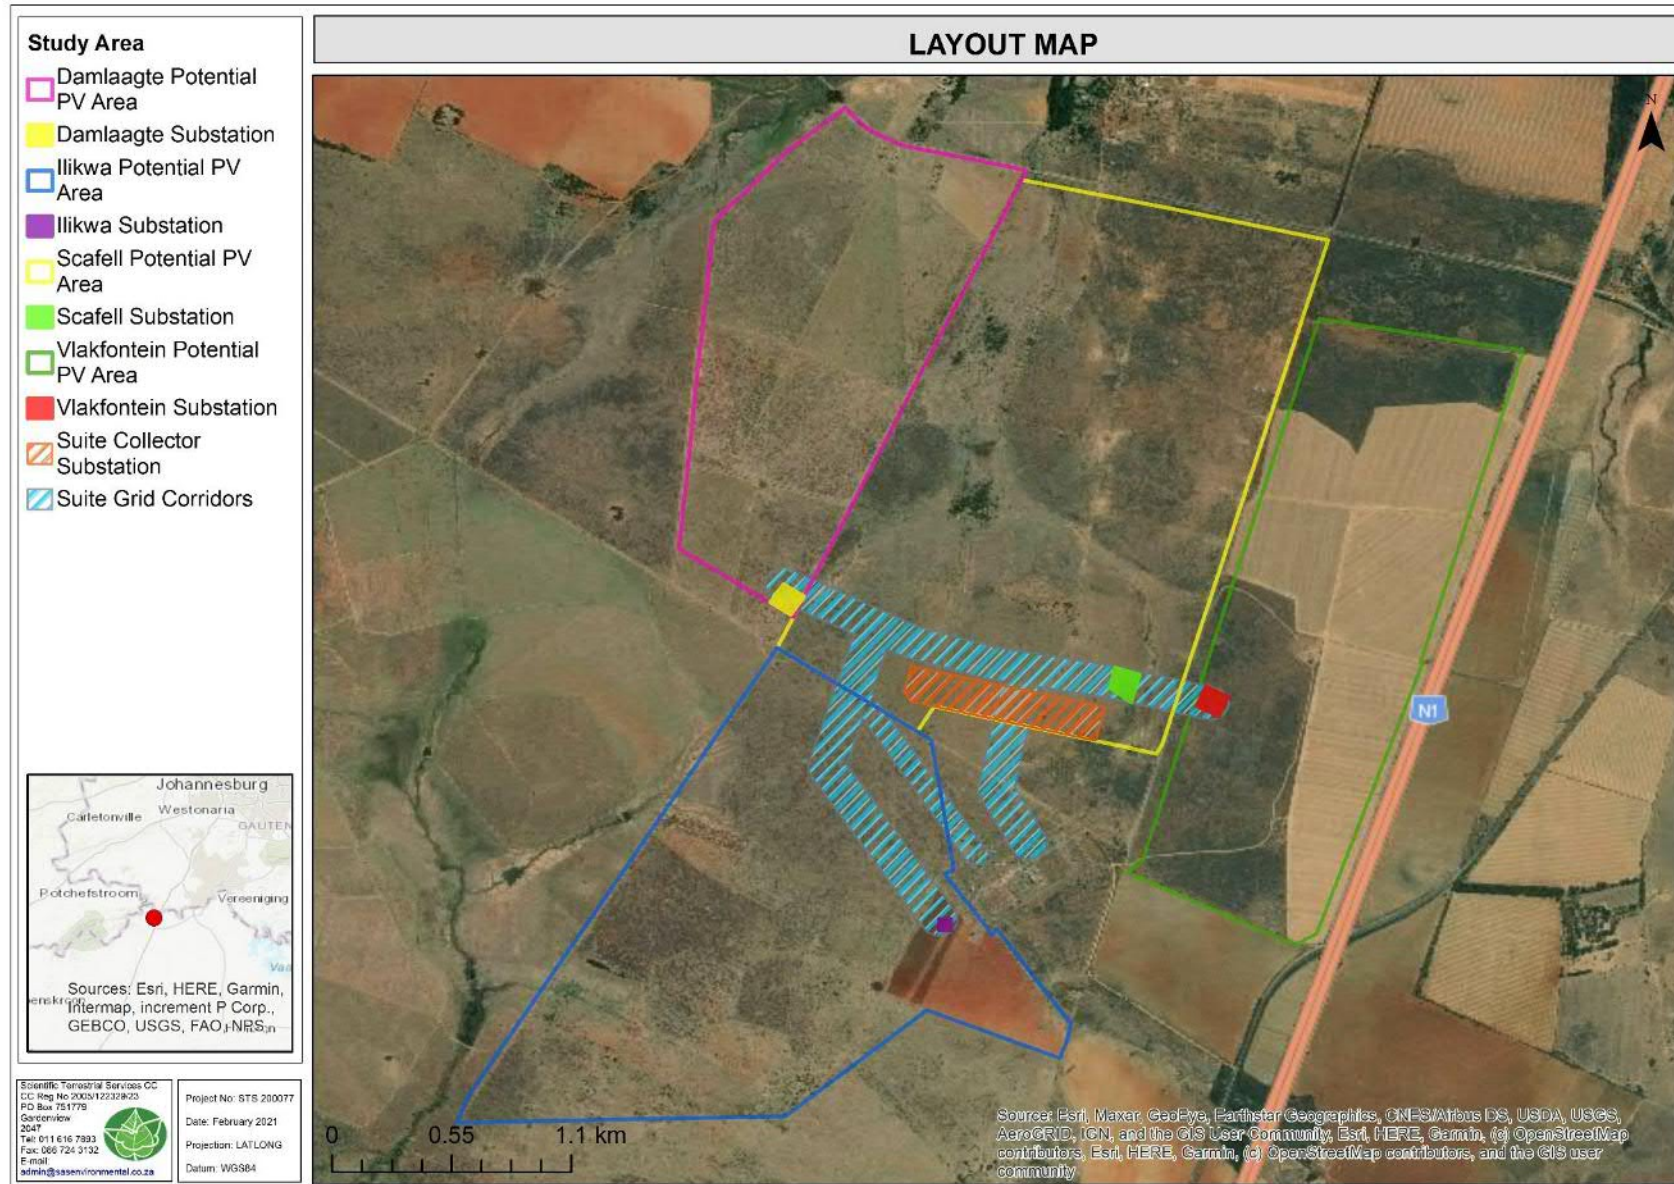 LAYOUT MAP
Study Area
Damlaagte Potential
PV Area
Damlaagte Substation
Ilikwa Potential PV
Area
Ilikwa Substation
Scafell Potential PV
Area
Scafell Substation
Vlakfontein Potential
PV Area
Vlakfontein Substation
Suite Collector
Substation
Suite Grid Corridors
N
N1
Johannesburg
Carletonville
Westonaria
GAUTEN
Potchefstroom
Vereeniging
Vaa
Sources: Esri, HERE, Garmin,
Intermap, increment P Corp.,
GEBCO, USGS, FAO, NPS,
0 0.55 1.1 km
Source: Esri, Maxar, GeoEye, Earthstar Geographics, CNES/Airbus DS, USDA, USGS,
AeroGRID, IGN, and the GIS User Community, Esri, HERE, Garmin, (c) OpenStreetMap
contributors, Esri, HERE, Garmin, (c) OpenStreetMap contributors, and the GIS user
community
Scientific Terrestrial Services CC
CC Reg No 2005/122329/23
PO Box 751779
Gardenview
2047
Tel: 011 616 7893
Fax: 086 724 3132
E-mail:
admin@sasenvironmental.co.za
Project No: STS 200077
Date: February 2021
Projection: LATLONG
Datum: WGS84